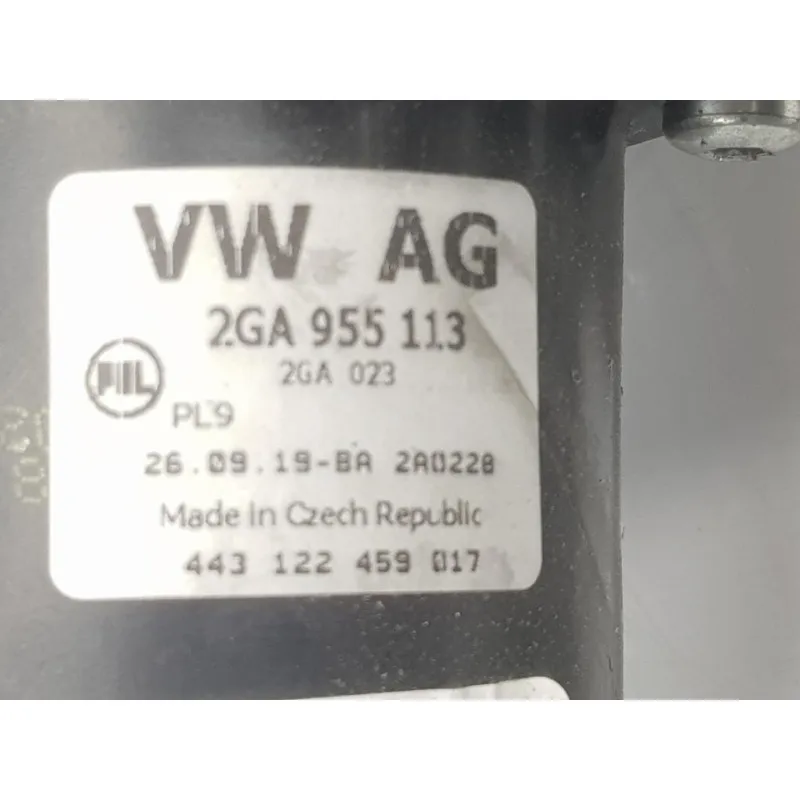 VW AG
2GA 955 113
2GA 023
PL9
26.09.19-BA 2A0228
Made In Czech Republic
443 122 459 017